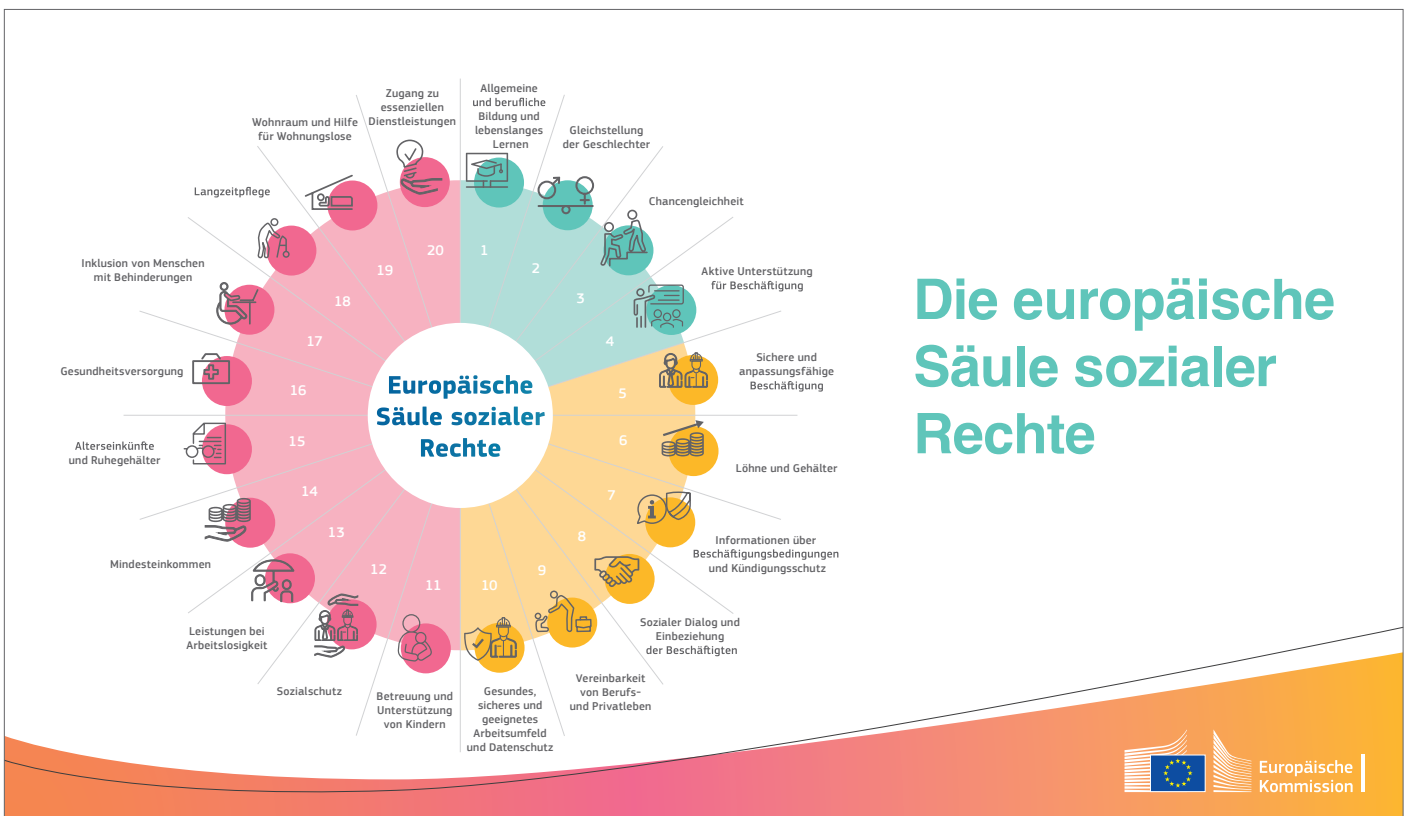 Allgemeine
und berufliche
Bildung und
lebenslanges
Lernen
Gleichstellung
der Geschlechter
Chancengleichheit
Aktive Unterstützung
für Beschäftigung
Sichere und
anpassungsfähige
Beschäftigung
Löhne und Gehälter
Informationen über
Beschäftigungsbedingungen
und Kündigungsschutz
Sozialer Dialog und
Einbeziehung
der Beschäftigten
Vereinbarkeit
von Berufs-
und Privatleben
Gesundes,
sicheres und
geeignetes
Arbeitsumfeld
und Datenschutz
Betreuung und
Unterstützung
von Kindern
Sozialschutz
Leistungen bei
Arbeitslosigkeit
Mindesteinkommen
Alterseinkünfte
und Ruhegehälter
Gesundheitsversorgung
Inklusion von Menschen
mit Behinderungen
Langzeitpflege
Wohnraum und Hilfe
für Wohnungslose
Zugang zu
essenziellen
Dienstleistungen
1
2
3
4
5
6
7
8
9
10
11
12
13
14
15
16
17
18
19
20
Europäische
Säule sozialer
Rechte
Die europäische
Säule sozialer
Rechte
Europäische
Kommission